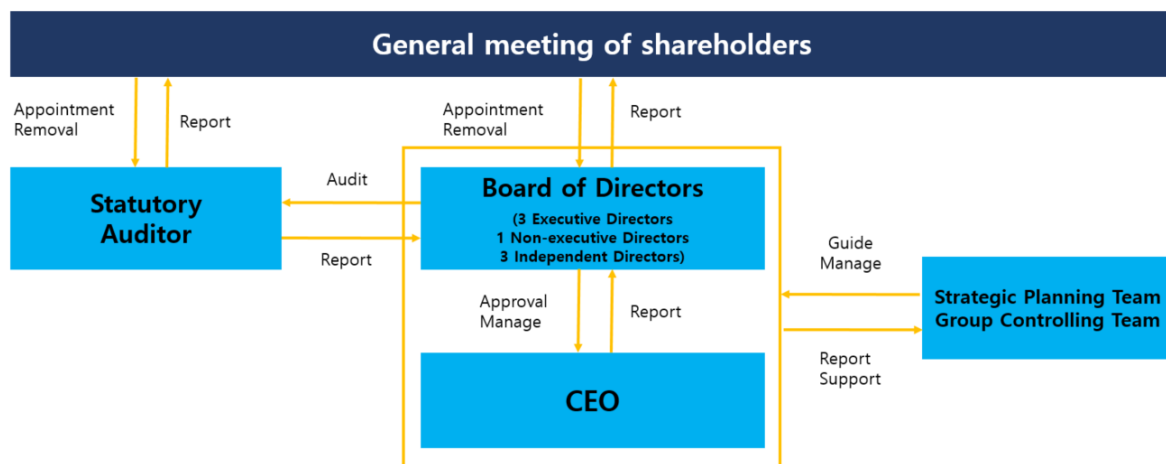 General meeting of shareholders
Appointment
Removal
Report
Appointment
Removal
Report
Statutory
Auditor
Audit
Report
Board of Directors
(3 Executive Directors
1 Non-executive Directors
3 Independent Directors)
Guide
Manage
Strategic Planning Team
Group Controlling Team
Approval
Manage
Report
Report
Support
CEO